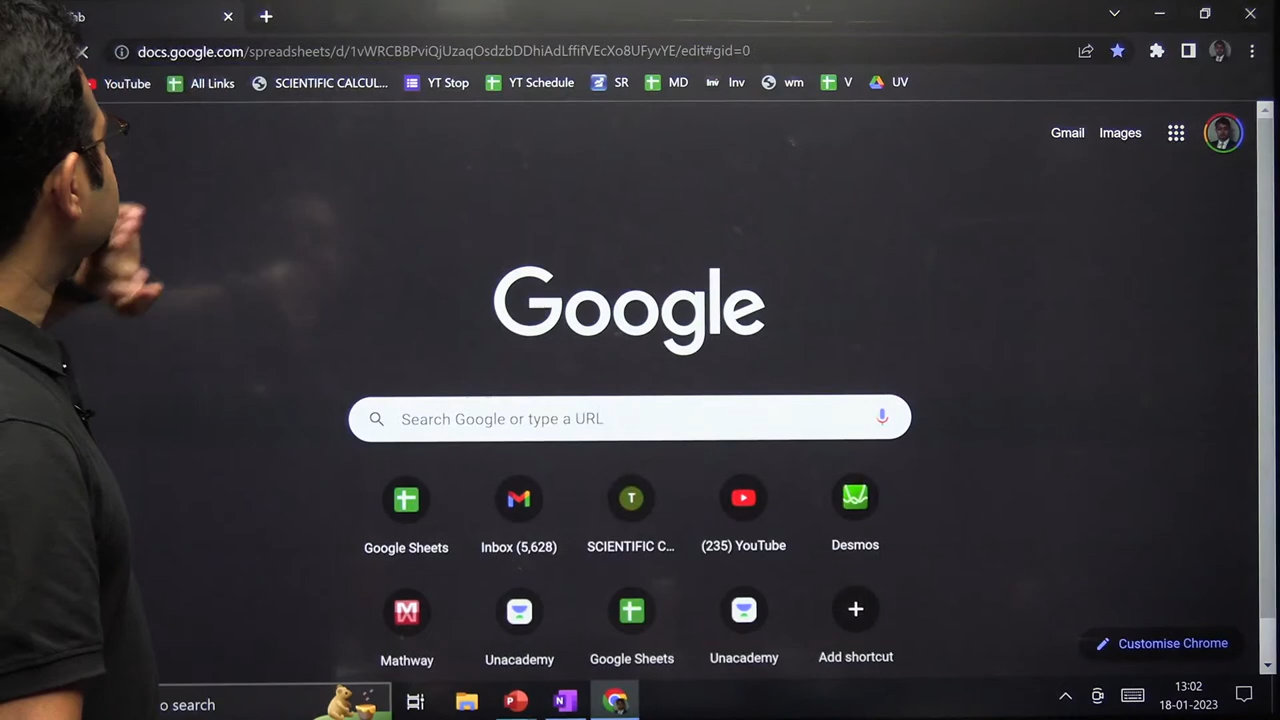 ab
docs.google.com/spreadsheets/d/1vWRCBBPviQjUzaqOsdzbDDhiAdLffifVEcXo8UFyvYE/edit#gid=0
YouTube All Links SCIENTIFIC CALCUL... YT Stop YT Schedule SR MD Inv Inv wm V UV
Gmail Images
Google
Search Google or type a URL
T
Google Sheets Inbox (5,628) SCIENTIFIC C... (235) YouTube Desmos
Mathway Unacademy Google Sheets Unacademy Add shortcut
Customise Chrome
o search
13:02
18-01-2023